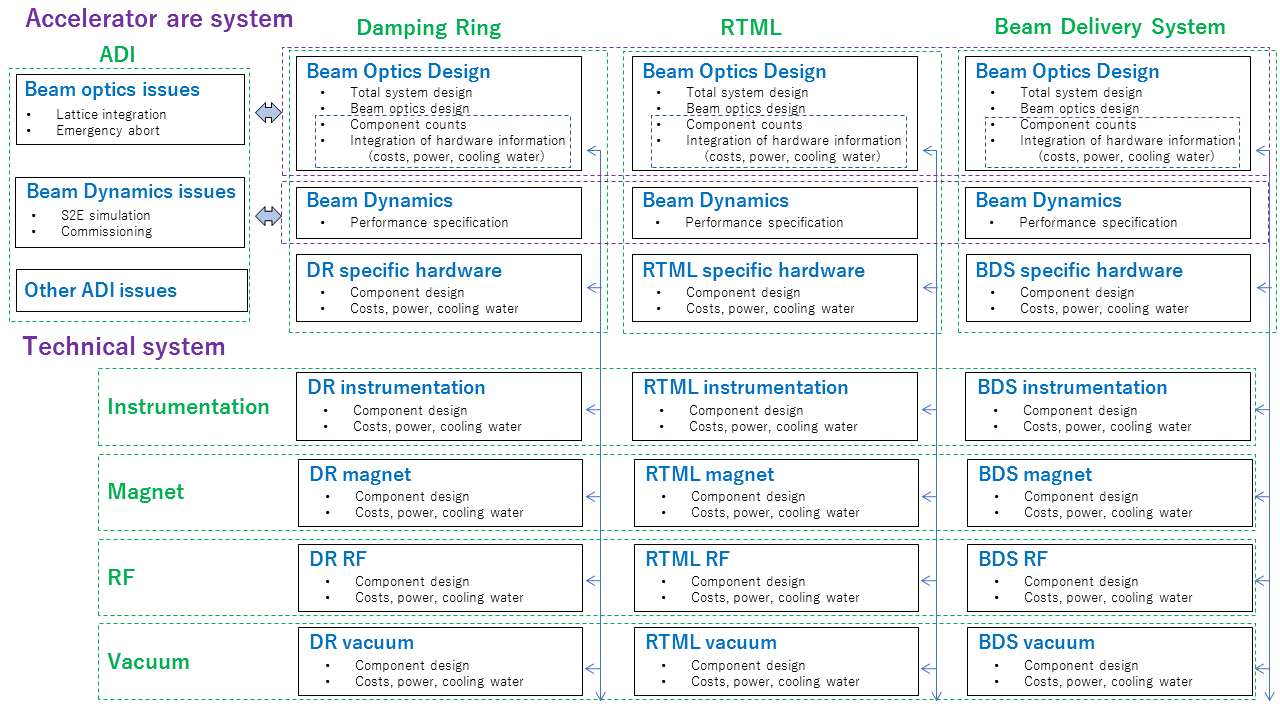 Accelerator are system
ADI
Beam optics issues
• Lattice integration
• Emergency abort
Beam Dynamics issues
• S2E simulation
• Commissioning
Other ADI issues
Damping Ring
Beam Optics Design
• Total system design
• Beam optics design
• Component counts
• Integration of hardware information
(costs, power, cooling water)
Beam Dynamics
• Performance specification
DR specific hardware
• Component design
• Costs, power, cooling water
RTML
Beam Optics Design
• Total system design
• Beam optics design
• Component counts
• Integration of hardware information
(costs, power, cooling water)
Beam Dynamics
• Performance specification
RTML specific hardware
• Component design
• Costs, power, cooling water
Beam Delivery System
Beam Optics Design
• Total system design
• Beam optics design
• Component counts
• Integration of hardware information
(costs, power, cooling water)
Beam Dynamics
• Performance specification
BDS specific hardware
• Component design
• Costs, power, cooling water
Technical system
Instrumentation
DR instrumentation
• Component design
• Costs, power, cooling water
RTML instrumentation
• Component design
• Costs, power, cooling water
BDS instrumentation
• Component design
• Costs, power, cooling water
Magnet
DR magnet
• Component design
• Costs, power, cooling water
RTML magnet
• Component design
• Costs, power, cooling water
BDS magnet
• Component design
• Costs, power, cooling water
RF
DR RF
• Component design
• Costs, power, cooling water
RTML RF
• Component design
• Costs, power, cooling water
BDS RF
• Component design
• Costs, power, cooling water
Vacuum
DR vacuum
• Component design
• Costs, power, cooling water
RTML vacuum
• Component design
• Costs, power, cooling water
BDS vacuum
• Component design
• Costs, power, cooling water